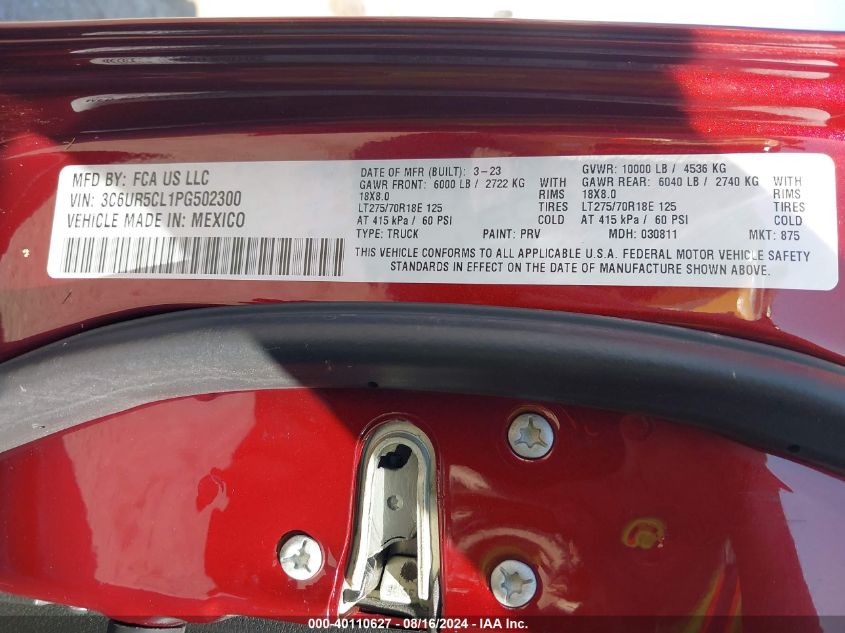 MFD BY: FCA US LLC
VIN: 3C6UR5CL1PG502300
VEHICLE MADE IN: MEXICO
DATE OF MFR (BUILT): 3-23 GVWR: 10000 LB / 4536 KG
GAWR FRONT: 6000 LB / 2722 KG WITH GAWR REAR: 6040 LB / 2740 KG WITH
18X8.0 RIMS 18X8.0 RIMS
LT275/70R18E 125 TIRES LT275/70R18E 125 TIRES
AT 415 kPa / 60 PSI COLD AT 415 kPa / 60 PSI COLD
TYPE: TRUCK PAINT: PRV MDH: 030811 MKT: 875
THIS VEHICLE CONFORMS TO ALL APPLICABLE U.S.A. FEDERAL MOTOR VEHICLE SAFETY
STANDARDS IN EFFECT ON THE DATE OF MANUFACTURE SHOWN ABOVE.
000-40110627 - 08/16/2024 - IAA Inc.